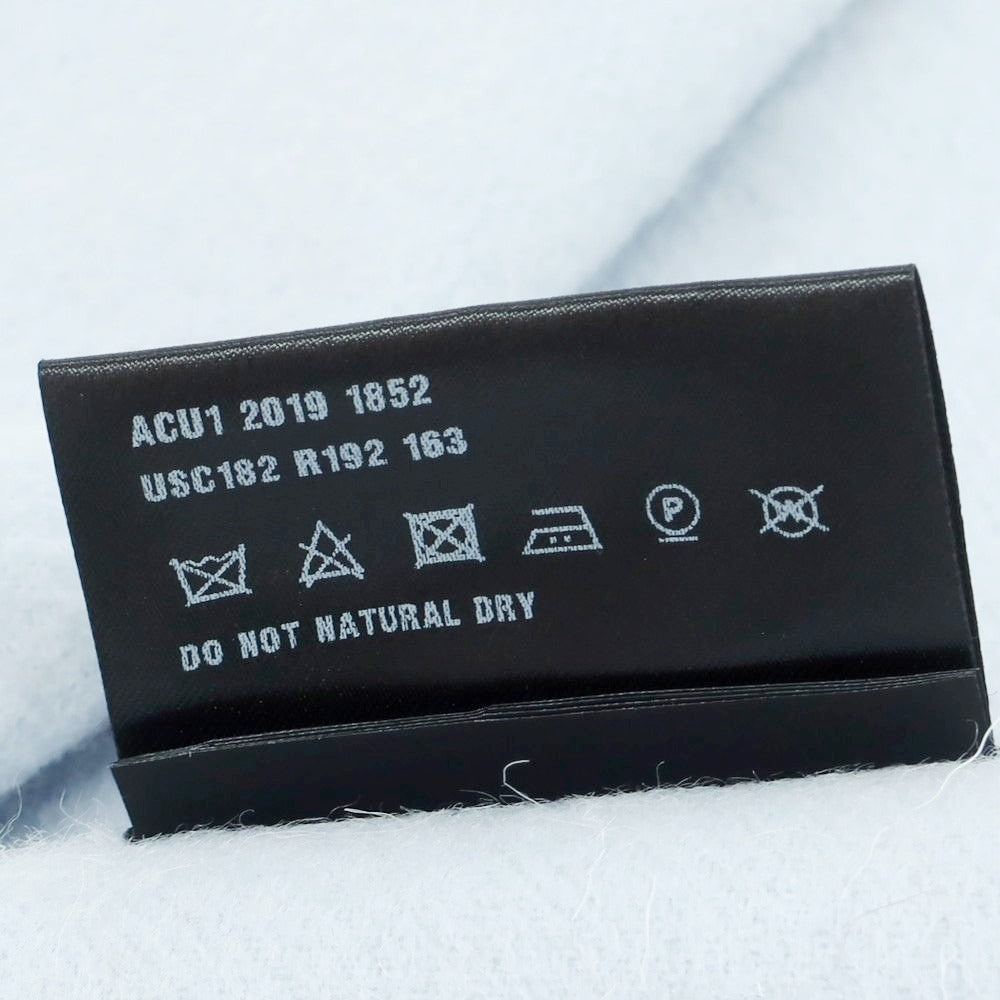 ACU1 2019 1852
USC182 R192 163
P W
DO NOT NATURAL DRY